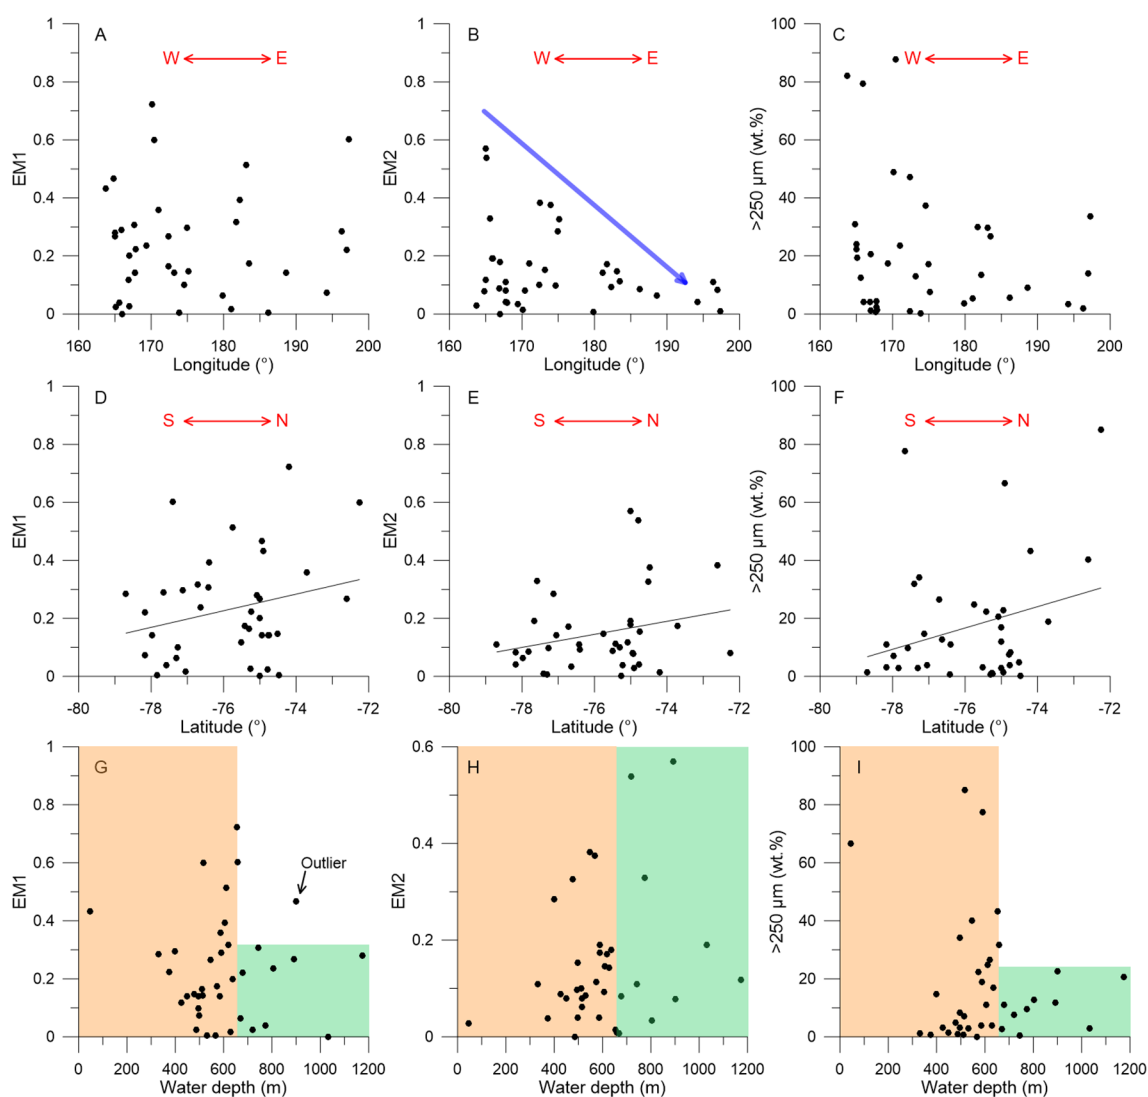 A
W E
EM1
1
0.8
0.6
0.4
0.2
0
160 170 180 190 200
Longitude (°)
B
W E
EM2
1
0.8
0.6
0.4
0.2
0
160 170 180 190 200
Longitude (°)
C
W E
>250 µm (wt.%)
100
80
60
40
20
0
160 170 180 190 200
Longitude (°)
D
S N
EM1
1
0.8
0.6
0.4
0.2
0
-80 -78 -76 -74 -72
Latitude (°)
E
S N
EM2
1
0.8
0.6
0.4
0.2
0
-80 -78 -76 -74 -72
Latitude (°)
F
S N
>250 µm (wt.%)
100
80
60
40
20
0
-80 -78 -76 -74 -72
Latitude (°)
G
Outlier
EM1
1
0.8
0.6
0.4
0.2
0
0 200 400 600 800 1000 1200
Water depth (m)
H
EM2
0.6
0.4
0.2
0
0 200 400 600 800 1000 1200
Water depth (m)
I
>250 µm (wt.%)
100
80
60
40
20
0
0 200 400 600 800 1000 1200
Water depth (m)